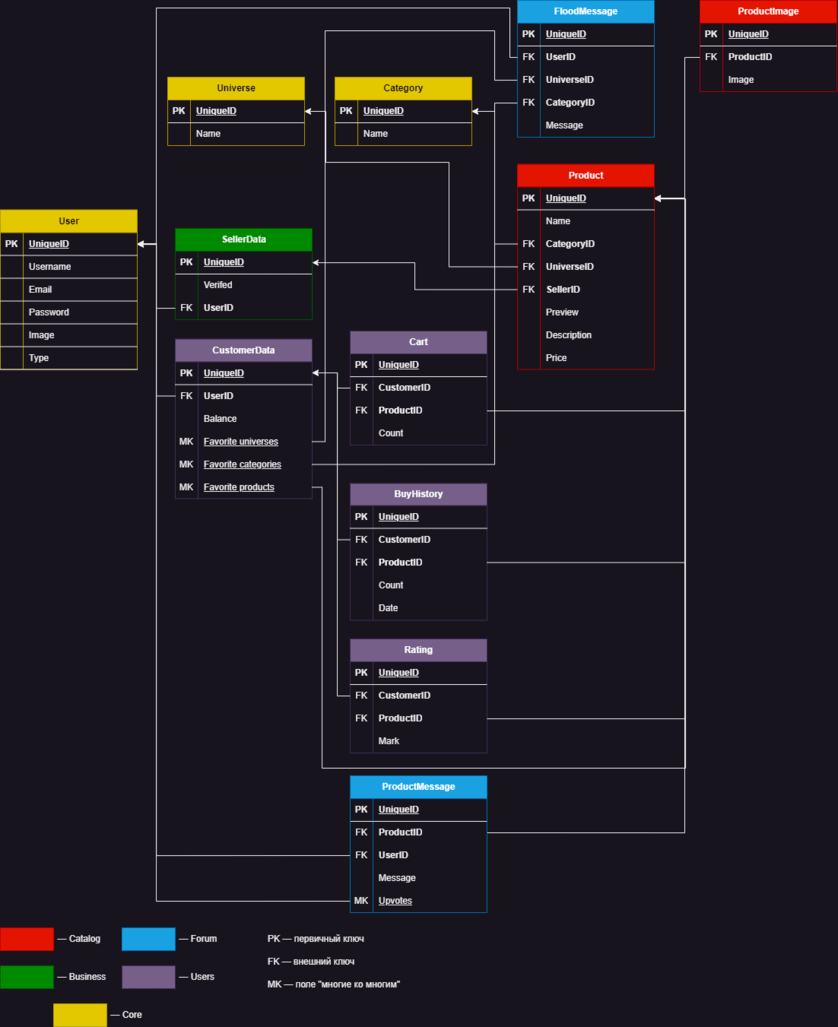 FloodMessage
PK UniqueID
FK UserID
FK UniverseID
FK CategoryID
Message
ProductImage
PK UniqueID
FK ProductID
Image
Universe
PK UniqueID
Name
Category
PK UniqueID
Name
Product
PK UniqueID
Name
FK CategoryID
FK UniverseID
FK SellerID
Preview
Description
Price
User
PK UniqueID
Username
Email
Password
Image
Type
SellerData
PK UniqueID
Verifed
FK UserID
CustomerData
PK UniqueID
FK UserID
Balance
MK Favorite universes
MK Favorite categories
MK Favorite products
Cart
PK UniqueID
FK CustomerID
FK ProductID
Count
BuyHistory
PK UniqueID
FK CustomerID
FK ProductID
Count
Date
Rating
PK UniqueID
FK CustomerID
FK ProductID
Mark
ProductMessage
PK UniqueID
FK ProductID
FK UserID
Message
MK Upvotes
— Catalog
— Forum
PK — первичный ключ
FK — внешний ключ
— Business
— Users
МК — поле "многие ко многим"
— Core